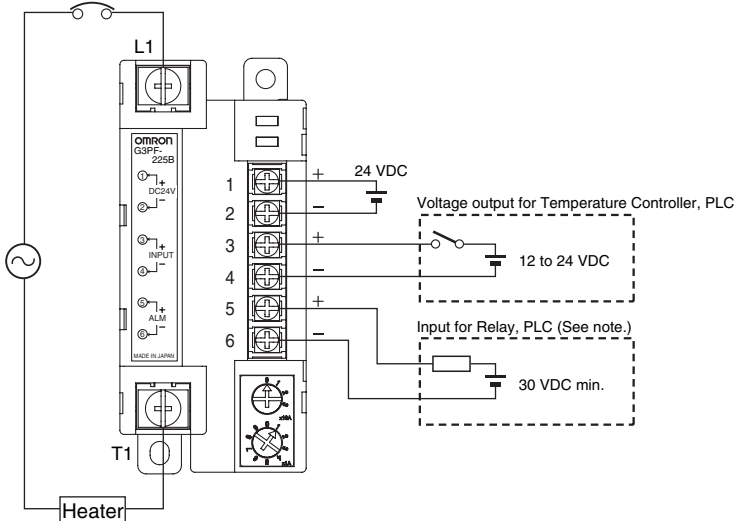 L1
OMRON
G3PF-
225B
1 +
DC24V
2 −
3 +
INPUT
4 −
5 +
ALM
6 −
MADE IN JAPAN
1 + 24 VDC
2 −
Voltage output for Temperature Controller, PLC
3 +
12 to 24 VDC
4 −
5 +
Input for Relay, PLC (See note.)
6 −
30 VDC min.
x10A
T1
Heater